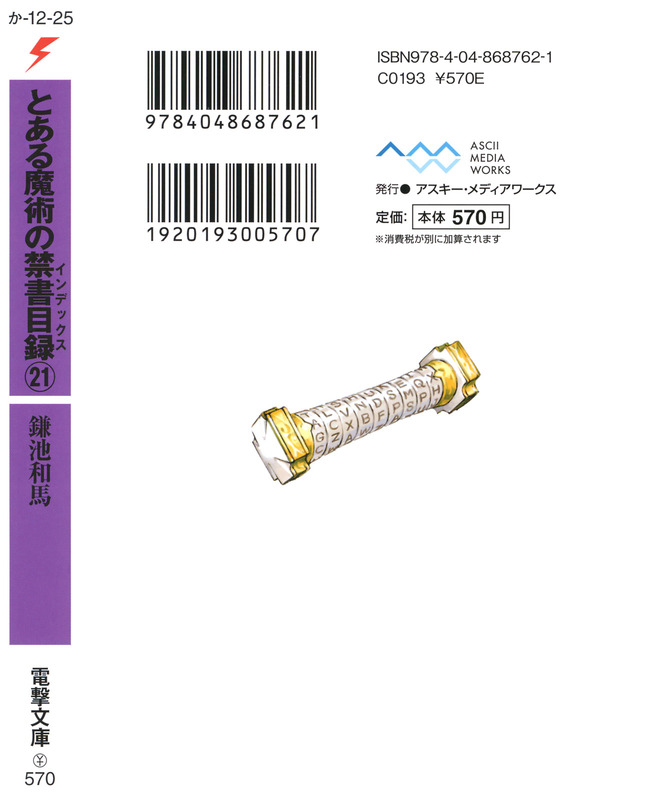 か-12-25
とある魔術の禁書目録
インデックス
㉑
鎌池和馬
電撃文庫
¥
570
9784048687621
1920193005707
ISBN978-4-04-868762-1
C0193 ¥570E
ASCII
MEDIA
WORKS
発行● アスキー・メディアワークス
定価: 本体 570 円
※消費税が別に加算されます